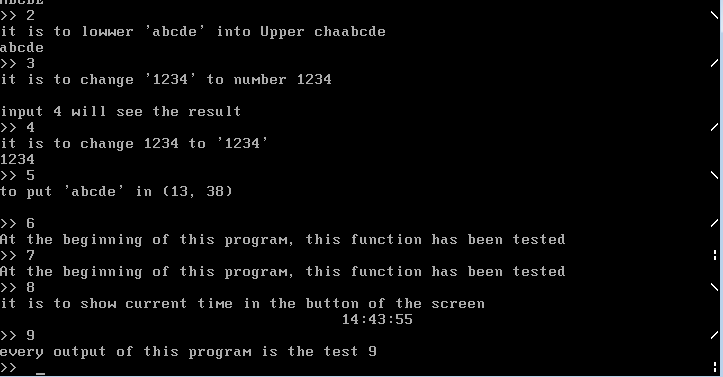 ABCDE
>> 2
it is to lowwer 'abcde' into Upper chaabcde
abcde
>> 3
it is to change '1234' to number 1234
input 4 will see the result
>> 4
it is to change 1234 to '1234'
1234
>> 5
to put 'abcde' in (13, 38)
>> 6
At the beginning of this program, this function has been tested
>> 7
At the beginning of this program, this function has been tested
>> 8
it is to show current time in the button of the screen
14:43:55
>> 9
every output of this program is the test 9
>> _